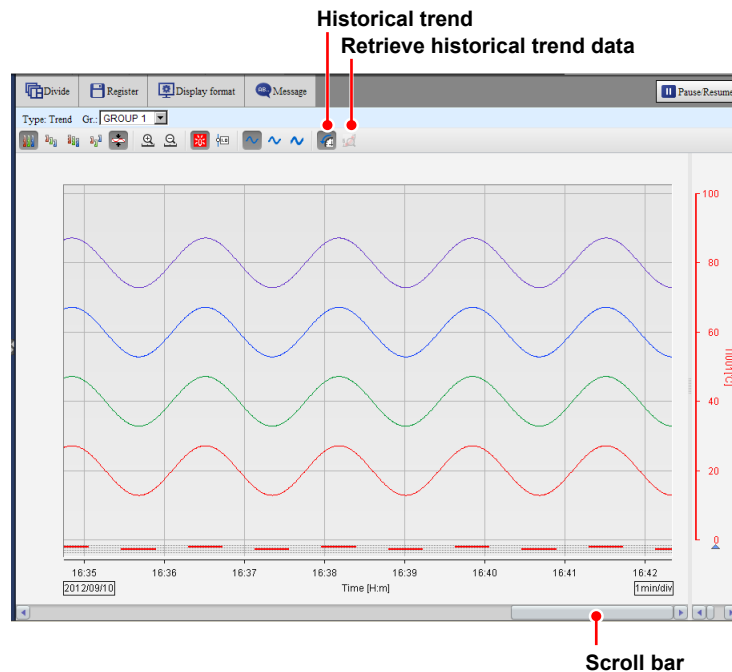 Historical trend
Retrieve historical trend data
Divide Register Display format Message Pause/Resume
Type: Trend Gr.: GROUP 1
100
80
60
40
20
0
16:35 16:36 16:37 16:38 16:39 16:40 16:41 16:42
2012/09/10 Time [H:m] 1min/div
Scroll bar